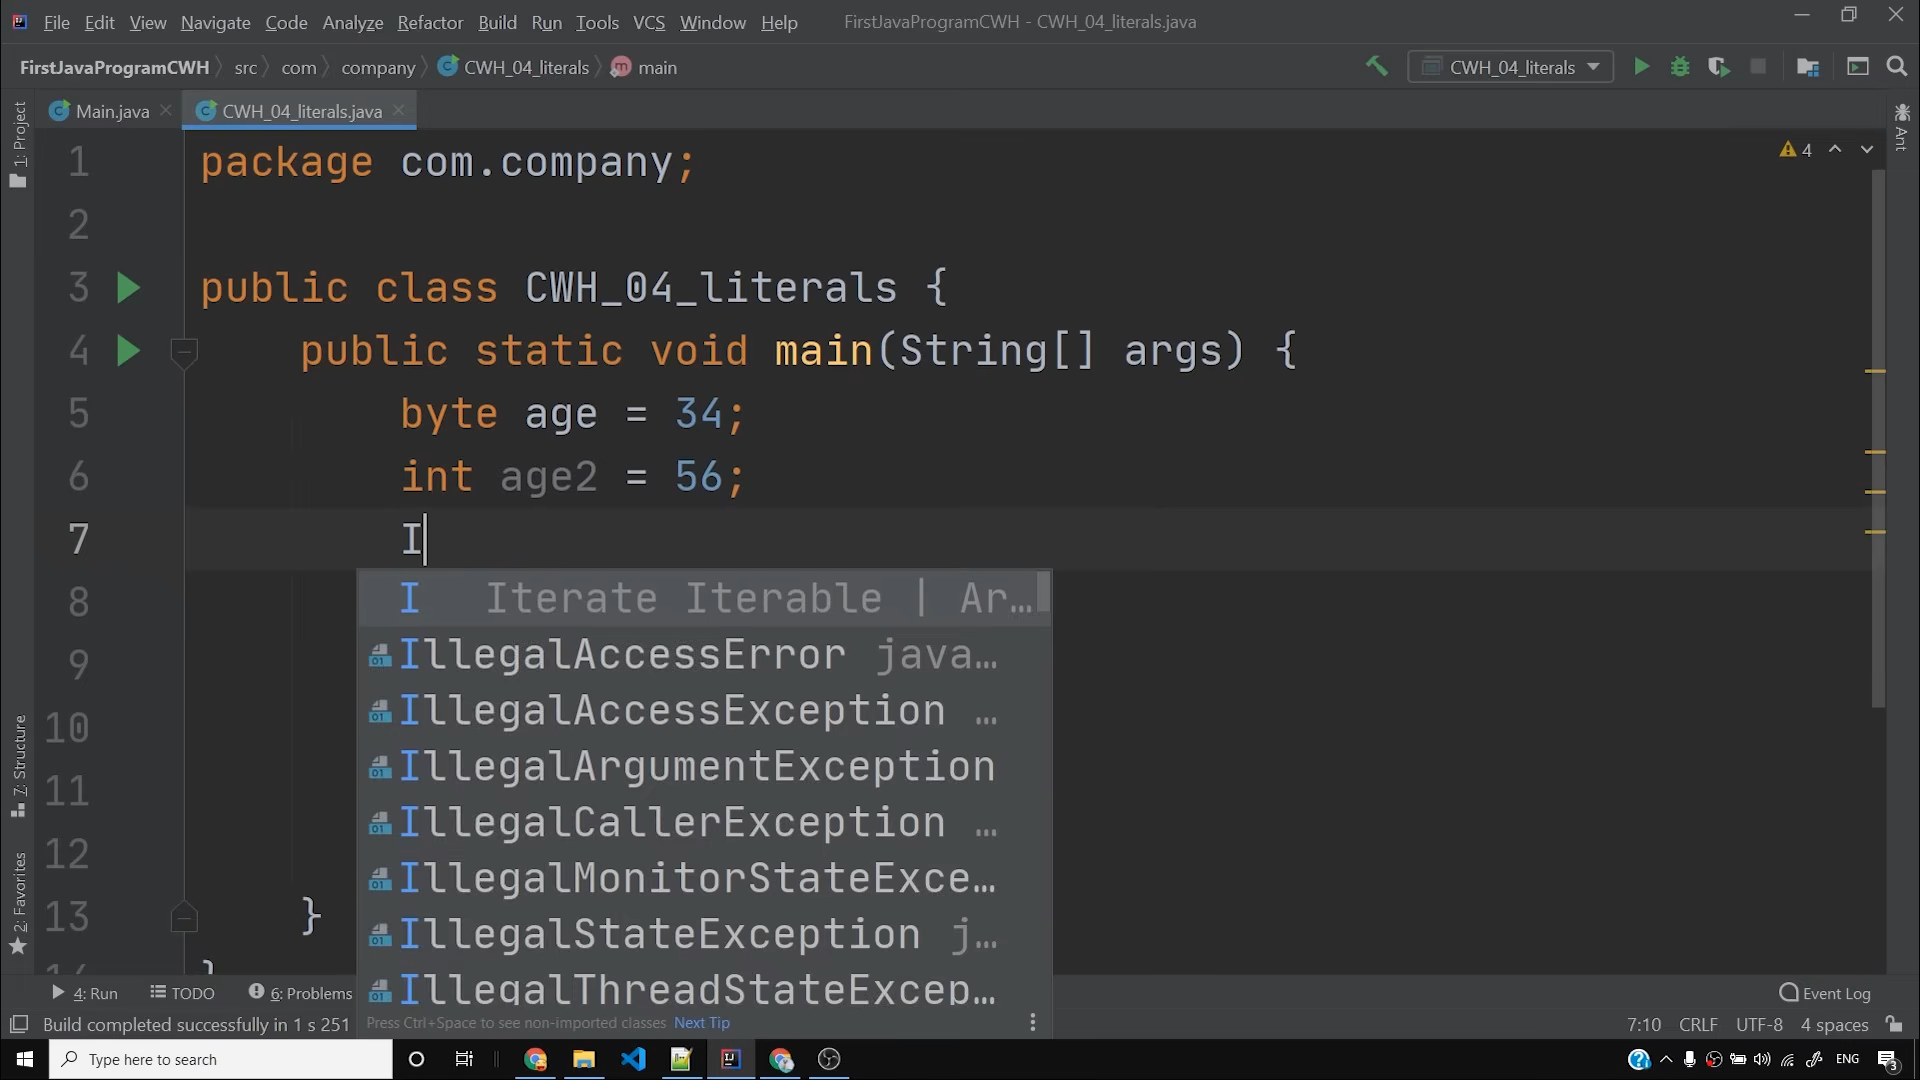 File Edit View Navigate Code Analyze Refactor Build Run Tools VCS Window Help FirstJavaProgramCWH - CWH_04_literals.java
FirstJavaProgramCWH src com company CWH_04_literals main CWH_04_literals
Main.java CWH_04_literals.java
1: Project
Ant
1 package com.company; 4
2
3 public class CWH_04_literals {
4 public static void main(String[] args) {
5 byte age = 34;
6 int age2 = 56;
7 I
8
9
10
11
12
13 }
}
I Iterate Iterable | Ar…
IllegalAccessError java…
IllegalAccessException …
IllegalArgumentException
IllegalCallerException …
IllegalMonitorStateExce…
IllegalStateException j…
IllegalThreadStateExcep…
Press Ctrl+Space to see non-imported classes Next Tip
7: Structure
2: Favorites
4: Run TODO 6: Problems Event Log
Build completed successfully in 1 s 251 7:10 CRLF UTF-8 4 spaces
Type here to search ENG 3